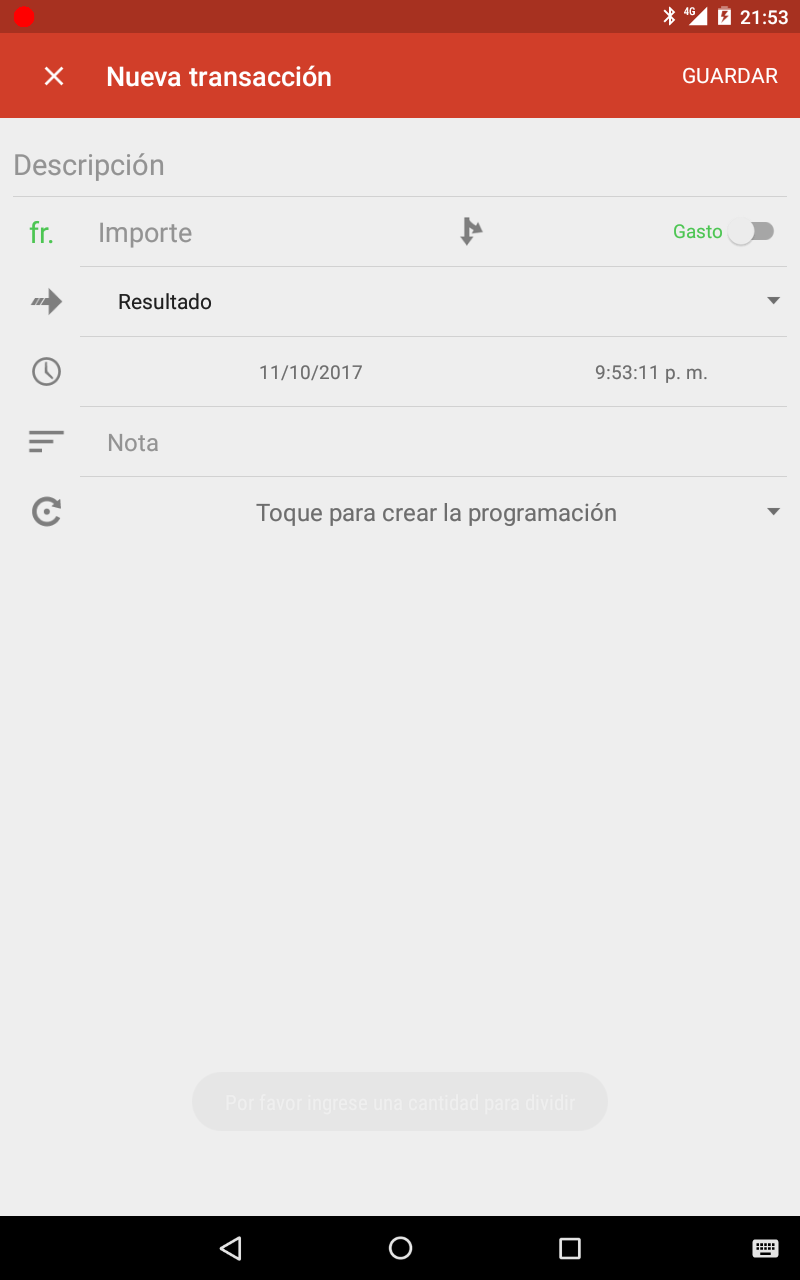 4G 21:53
Nueva transacción GUARDAR
Descripción
fr. Importe Gasto
Resultado
11/10/2017 9:53:11 p. m.
Nota
Toque para crear la programación
Por favor ingrese una cantidad para dividir